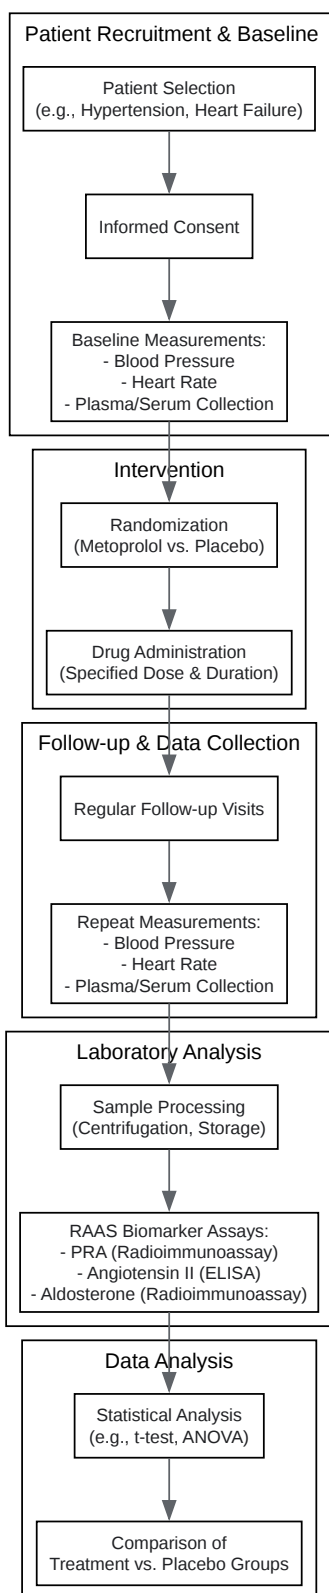 Patient Recruitment & Baseline
Patient Selection
(e.g., Hypertension, Heart Failure)
Informed Consent
Baseline Measurements:
- Blood Pressure
- Heart Rate
- Plasma/Serum Collection
Intervention
Randomization
(Metoprolol vs. Placebo)
Drug Administration
(Specified Dose & Duration)
Follow-up & Data Collection
Regular Follow-up Visits
Repeat Measurements:
- Blood Pressure
- Heart Rate
- Plasma/Serum Collection
Laboratory Analysis
Sample Processing
(Centrifugation, Storage)
RAAS Biomarker Assays:
- PRA (Radioimmunoassay)
- Angiotensin II (ELISA)
- Aldosterone (Radioimmunoassay)
Data Analysis
Statistical Analysis
(e.g., t-test, ANOVA)
Comparison of
Treatment vs. Placebo Groups